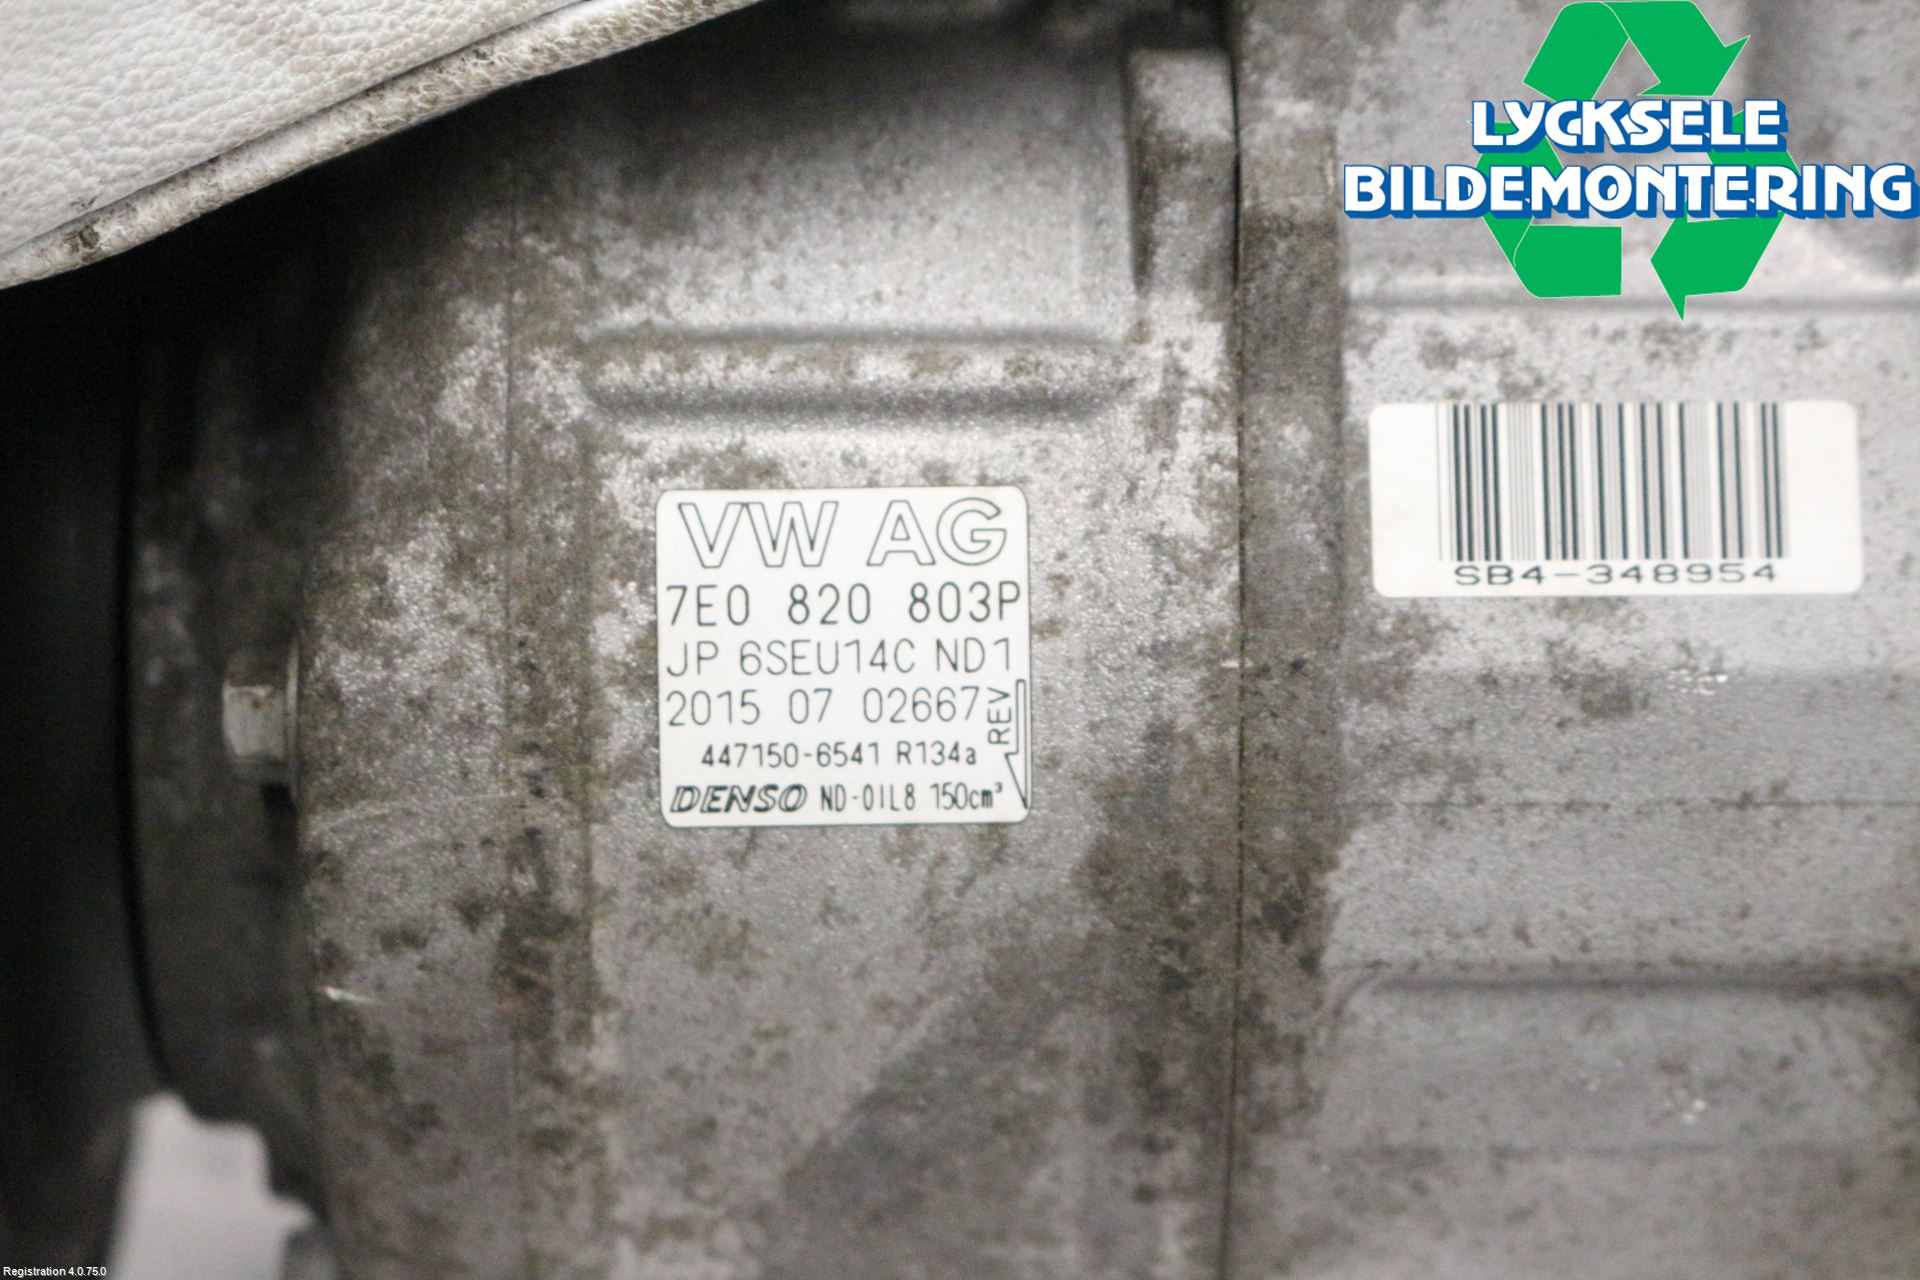 LYCKSELE
BILDEMONTERING
VW AG
7E0 820 803P
JP 6SEU14C ND1
2015 07 02667
REV
447150-6541 R134a
DENSO ND-OIL8 150cm³
SB4-348954
Registration 4.0.75.0